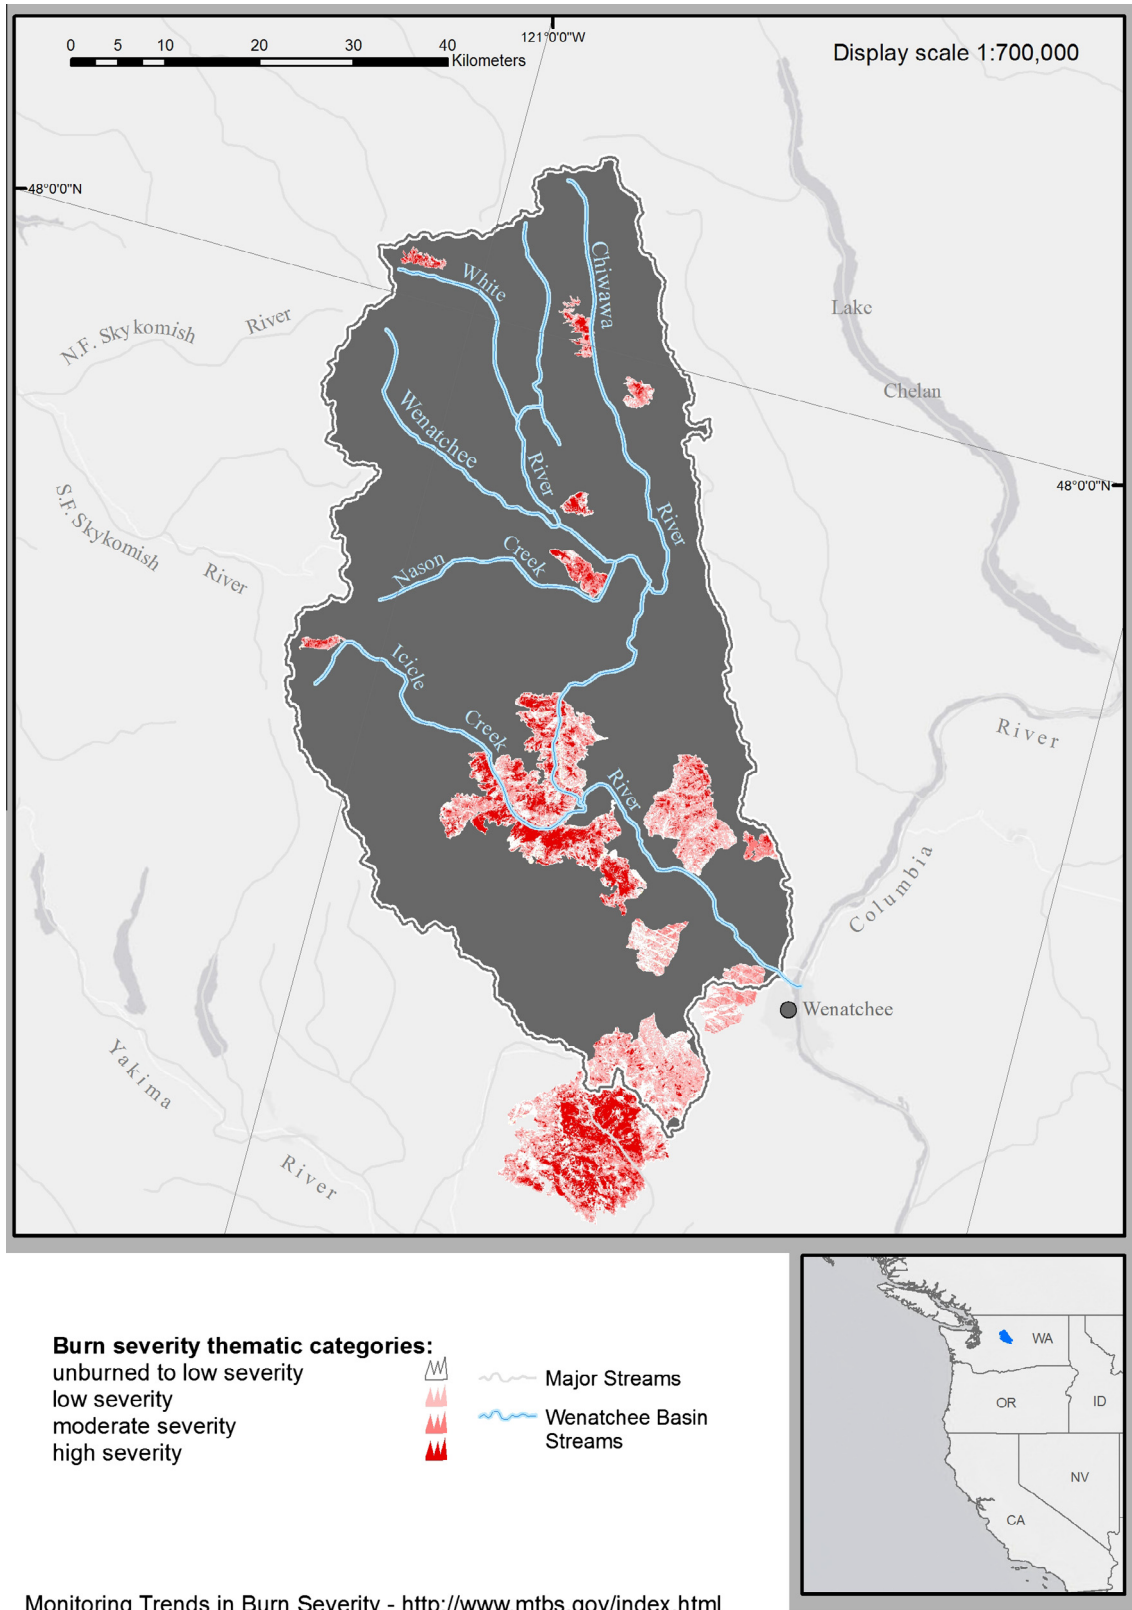 0 5 10 20 30 40
Kilometers
121°0'0"W
Display scale 1:700,000
48°0'0"N
White
Chiwawa
River
N.F. Skykomish River
Lake
Chelan
Wenatchee
River
River
48°0'0"N
S.F. Skykomish
River
Nason
Creek
Icicle
Creek
River
River
Columbia
Wenatchee
Yakima
River
Burn severity thematic categories:
unburned to low severity
low severity
moderate severity
high severity
Major Streams
Wenatchee Basin
Streams
WA
OR
ID
NV
CA
Monitoring Trends in Burn Severity - http://www.mtbs.gov/index.html